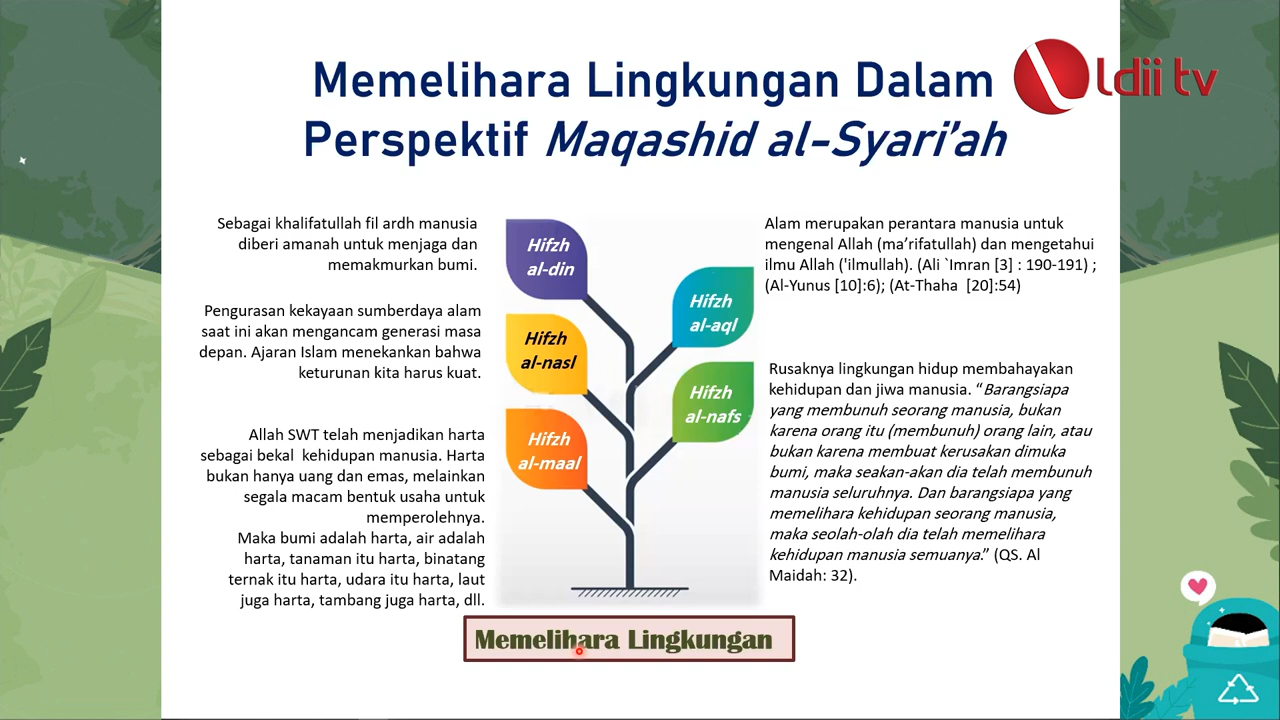 Memelihara Lingkungan Dalam
Perspektif Maqashid al-Syari'ah
ldii tv
Sebagai khalifatullah fil ardh manusia
diberi amanah untuk menjaga dan
memakmurkan bumi.
Hifzh
al-din
Alam merupakan perantara manusia untuk
mengenal Allah (ma'rifatullah) dan mengetahui
ilmu Allah ('ilmullah). (Ali `Imran [3] : 190-191) ;
(Al-Yunus [10]:6); (At-Thaha [20]:54)
Hifzh
al-aql
Pengurasan kekayaan sumberdaya alam
saat ini akan mengancam generasi masa
depan. Ajaran Islam menekankan bahwa
keturunan kita harus kuat.
Hifzh
al-nasl
Rusaknya lingkungan hidup membahayakan
kehidupan dan jiwa manusia. “Barangsiapa
yang membunuh seorang manusia, bukan
karena orang itu (membunuh) orang lain, atau
bukan karena membuat kerusakan dimuka
bumi, maka seakan-akan dia telah membunuh
manusia seluruhnya. Dan barangsiapa yang
memelihara kehidupan seorang manusia,
maka seolah-olah dia telah memelihara
kehidupan manusia semuanya.” (QS. Al
Maidah: 32).
Hifzh
al-nafs
Allah SWT telah menjadikan harta
sebagai bekal kehidupan manusia. Harta
bukan hanya uang dan emas, melainkan
segala macam bentuk usaha untuk
memperolehnya.
Maka bumi adalah harta, air adalah
harta, tanaman itu harta, binatang
ternak itu harta, udara itu harta, laut
juga harta, tambang juga harta, dll.
Hifzh
al-maal
Memelihara Lingkungan